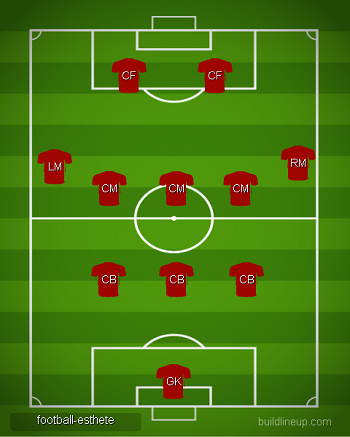 CF CF
LM RM
CM CM CM
CB CB CB
GK
football-esthete buildlineup.com